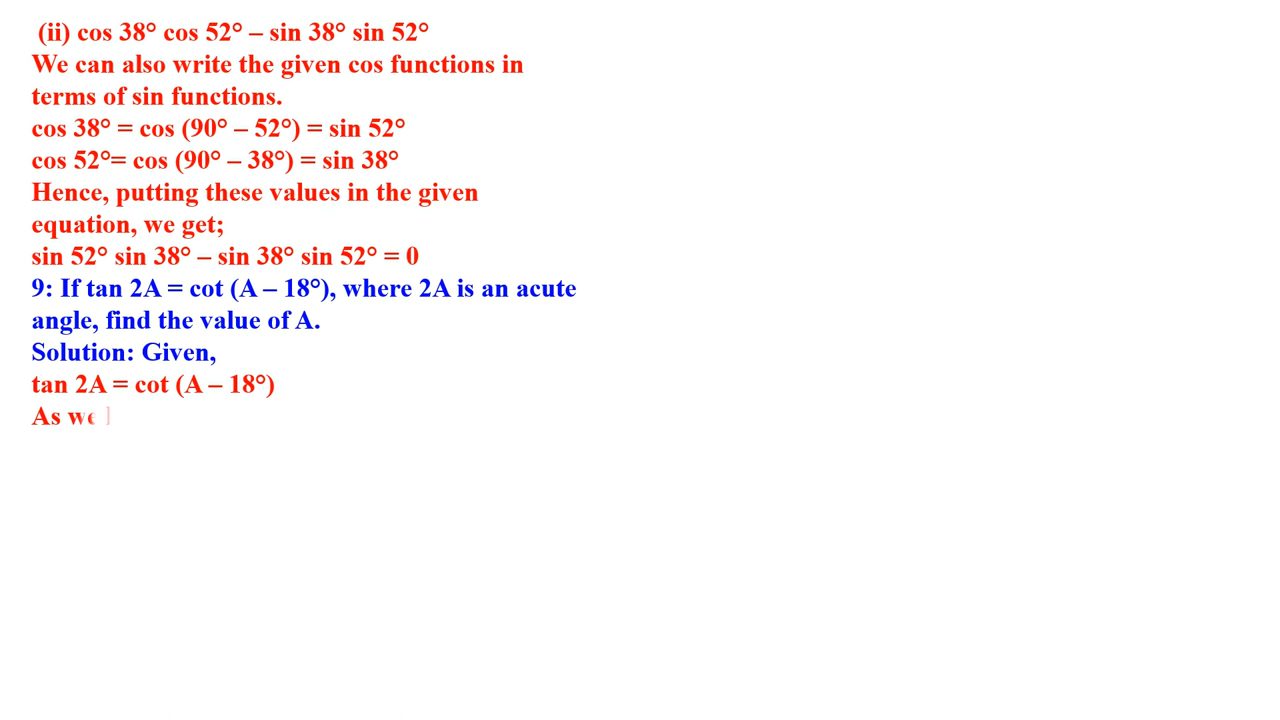 (ii) cos 38° cos 52° – sin 38° sin 52°
We can also write the given cos functions in
terms of sin functions.
cos 38° = cos (90° – 52°) = sin 52°
cos 52°= cos (90° – 38°) = sin 38°
Hence, putting these values in the given
equation, we get;
sin 52° sin 38° – sin 38° sin 52° = 0
9: If tan 2A = cot (A – 18°), where 2A is an acute
angle, find the value of A.
Solution: Given,
tan 2A = cot (A – 18°)
As we